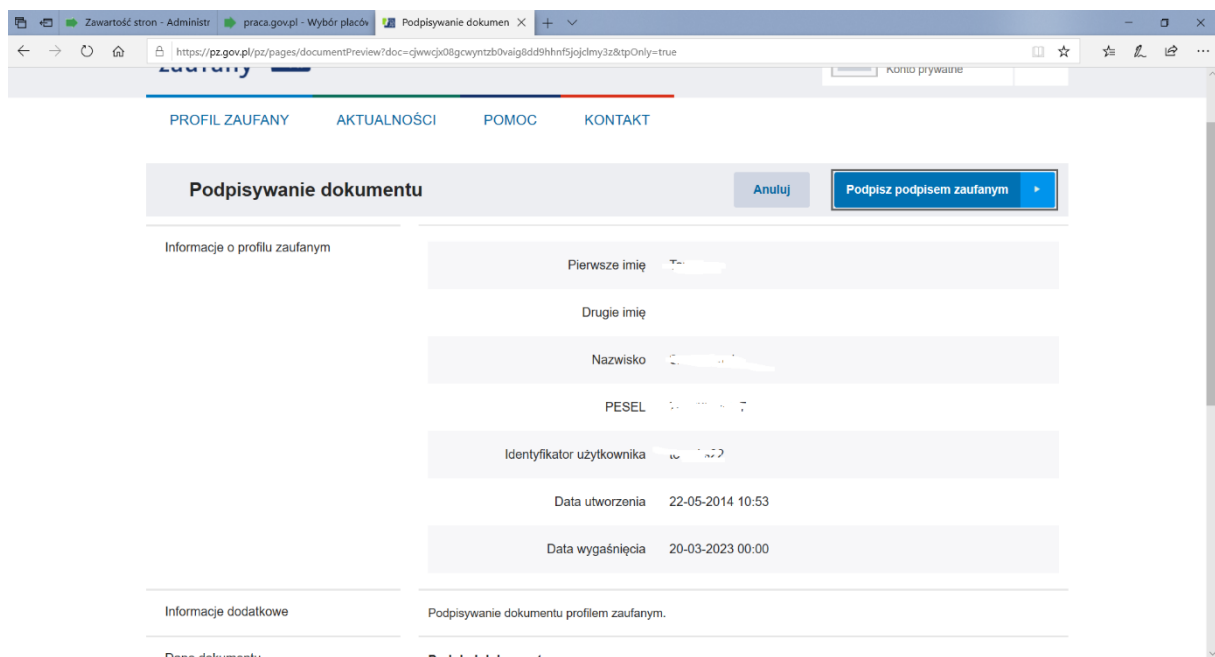 Zawartość stron - Administr
praca.gov.pl - Wybór placów
Podpisywanie dokumen
https://pz.gov.pl/pz/pages/documentPreview?doc=cjwwcjx08gcwyntzb0vaig8dd9hhnf5jojclmy3z&tpOnly=true
zaufany
Konto prywatne
PROFIL ZAUFANY AKTUALNOŚCI POMOC KONTAKT
Podpisywanie dokumentu
Anuluj
Podpisz podpisem zaufanym
Informacje o profilu zaufanym
Pierwsze imię
Drugie imię
Nazwisko
PESEL
Identyfikator użytkownika
Data utworzenia 22-05-2014 10:53
Data wygaśnięcia 20-03-2023 00:00
Informacje dodatkowe
Podpisywanie dokumentu profilem zaufanym.
Dane dokumentu